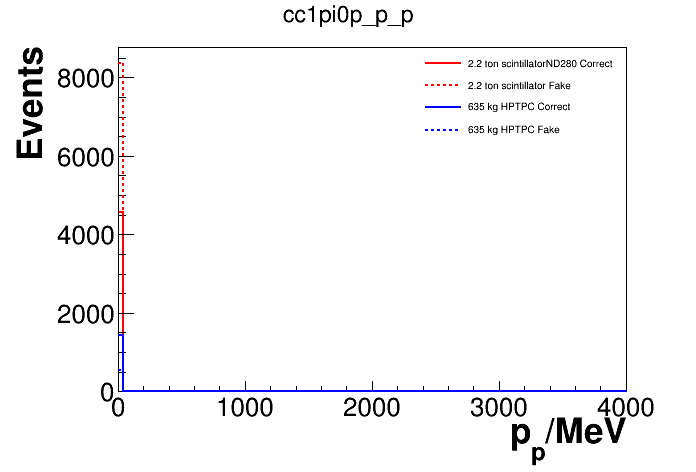 cc1pi0p_p_p
Events
8000
6000
4000
2000
0
2.2 ton scintillatorND280 Correct
2.2 ton scintillator Fake
635 kg HPTPC Correct
635 kg HPTPC Fake
0 1000 2000 3000 4000
p_p/MeV